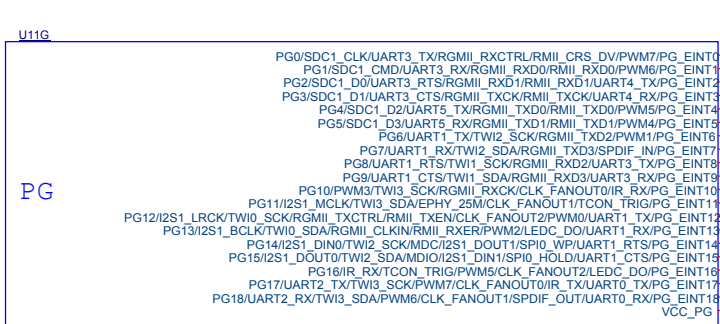 U11G
PG0/SDC1_CLK/UART3_TX/RGMII_RXCTRL/RMII_CRS_DV/PWM7/PG_EINT0
PG1/SDC1_CMD/UART3_RX/RGMII_RXD0/RMII_RXD0/PWM6/PG_EINT1
PG2/SDC1_D0/UART3_RTS/RGMII_RXD1/RMII_RXD1/UART4_TX/PG_EINT2
PG3/SDC1_D1/UART3_CTS/RGMII_TXCK/RMII_TXCK/UART4_RX/PG_EINT3
PG4/SDC1_D2/UART5_TX/RGMII_TXD0/RMII_TXD0/PWM5/PG_EINT4
PG5/SDC1_D3/UART5_RX/RGMII_TXD1/RMII_TXD1/PWM4/PG_EINT5
PG6/UART1_TX/TWI2_SCK/RGMII_TXD2/PWM1/PG_EINT6
PG7/UART1_RX/TWI2_SDA/RGMII_TXD3/SPDIF_IN/PG_EINT7
PG8/UART1_RTS/TWI1_SCK/RGMII_RXD2/UART3_TX/PG_EINT8
PG9/UART1_CTS/TWI1_SDA/RGMII_RXD3/UART3_RX/PG_EINT9
PG
PG10/PWM3/TWI3_SCK/RGMII_RXCK/CLK_FANOUT0/IR_RX/PG_EINT10
PG11/I2S1_MCLK/TWI3_SDA/EPHY_25M/CLK_FANOUT1/TCON_TRIG/PG_EINT11
PG12/I2S1_LRCK/TWI0_SCK/RGMII_TXCTRL/RMII_TXEN/CLK_FANOUT2/PWM0/UART1_TX/PG_EINT12
PG13/I2S1_BCLK/TWI0_SDA/RGMII_CLKIN/RMII_RXER/PWM2/LEDC_DO/UART1_RX/PG_EINT13
PG14/I2S1_DIN0/TWI2_SCK/MDC/I2S1_DOUT1/SPI0_WP/UART1_RTS/PG_EINT14
PG15/I2S1_DOUT0/TWI2_SDA/MDIO/I2S1_DIN1/SPI0_HOLD/UART1_CTS/PG_EINT15
PG16/IR_RX/TCON_TRIG/PWM5/CLK_FANOUT2/LEDC_DO/PG_EINT16
PG17/UART2_TX/TWI3_SCK/PWM7/CLK_FANOUT0/IR_TX/UART0_TX/PG_EINT17
PG18/UART2_RX/TWI3_SDA/PWM6/CLK_FANOUT1/SPDIF_OUT/UART0_RX/PG_EINT18
VCC_PG